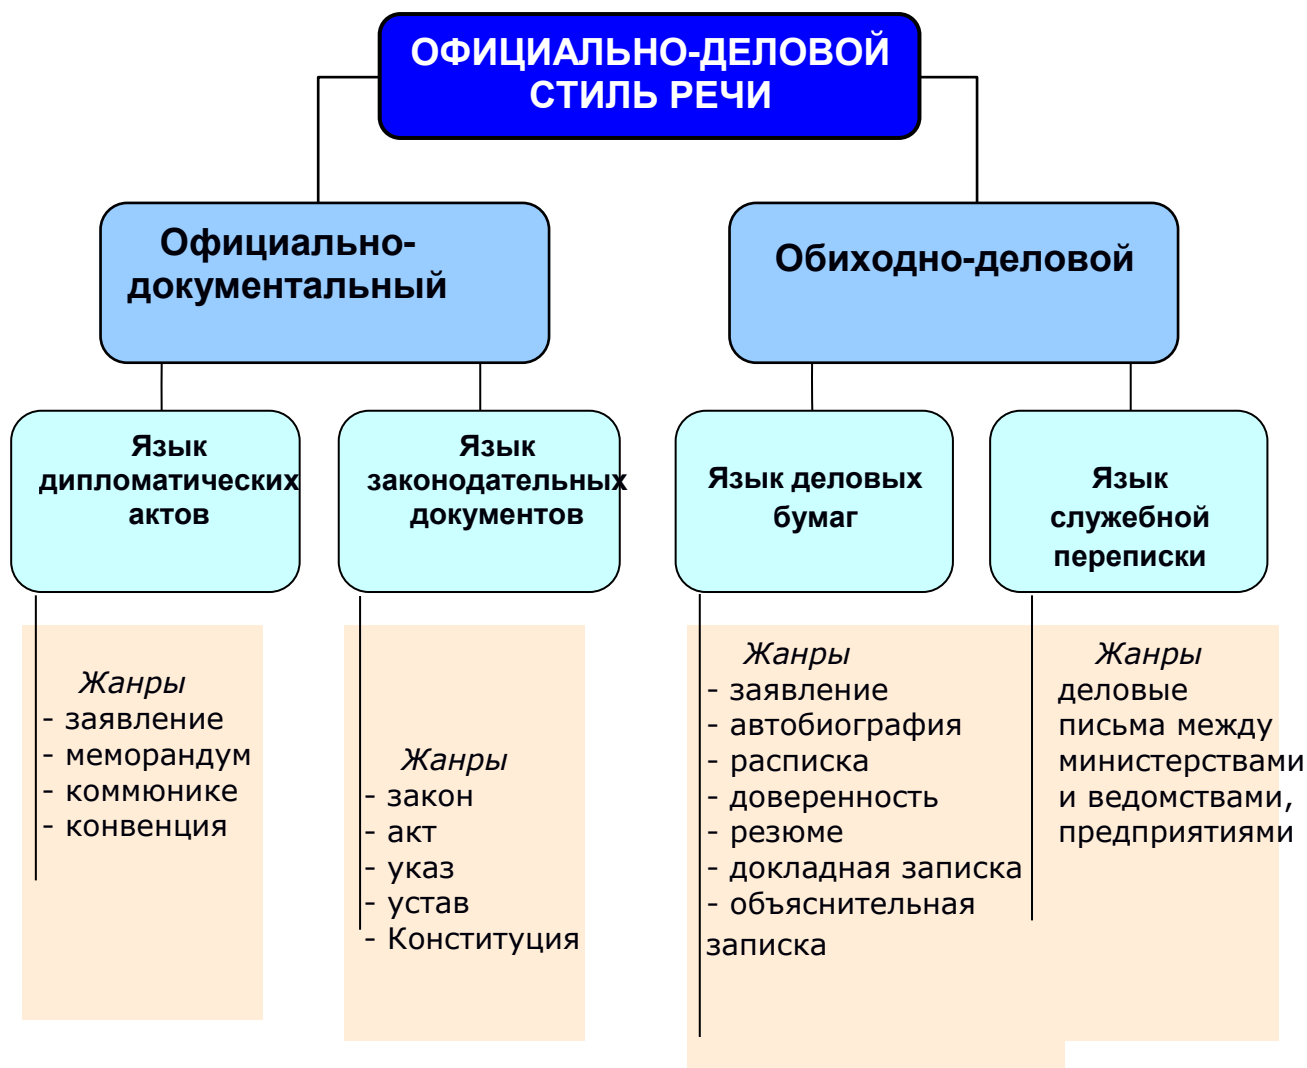 ОФИЦИАЛЬНО-ДЕЛОВОЙ
СТИЛЬ РЕЧИ
Официально-
документальный
Обиходно-деловой
Язык
дипломатических
актов
Язык
законодательных
документов
Язык деловых
бумаг
Язык
служебной
переписки
Жанры
- заявление
- меморандум
- коммюнике
- конвенция
Жанры
- закон
- акт
- указ
- устав
- Конституция
Жанры
- заявление
- автобиография
- расписка
- доверенность
- резюме
- докладная записка
- объяснительная
записка
Жанры
деловые
письма между
министерствами
и ведомствами,
предприятиями